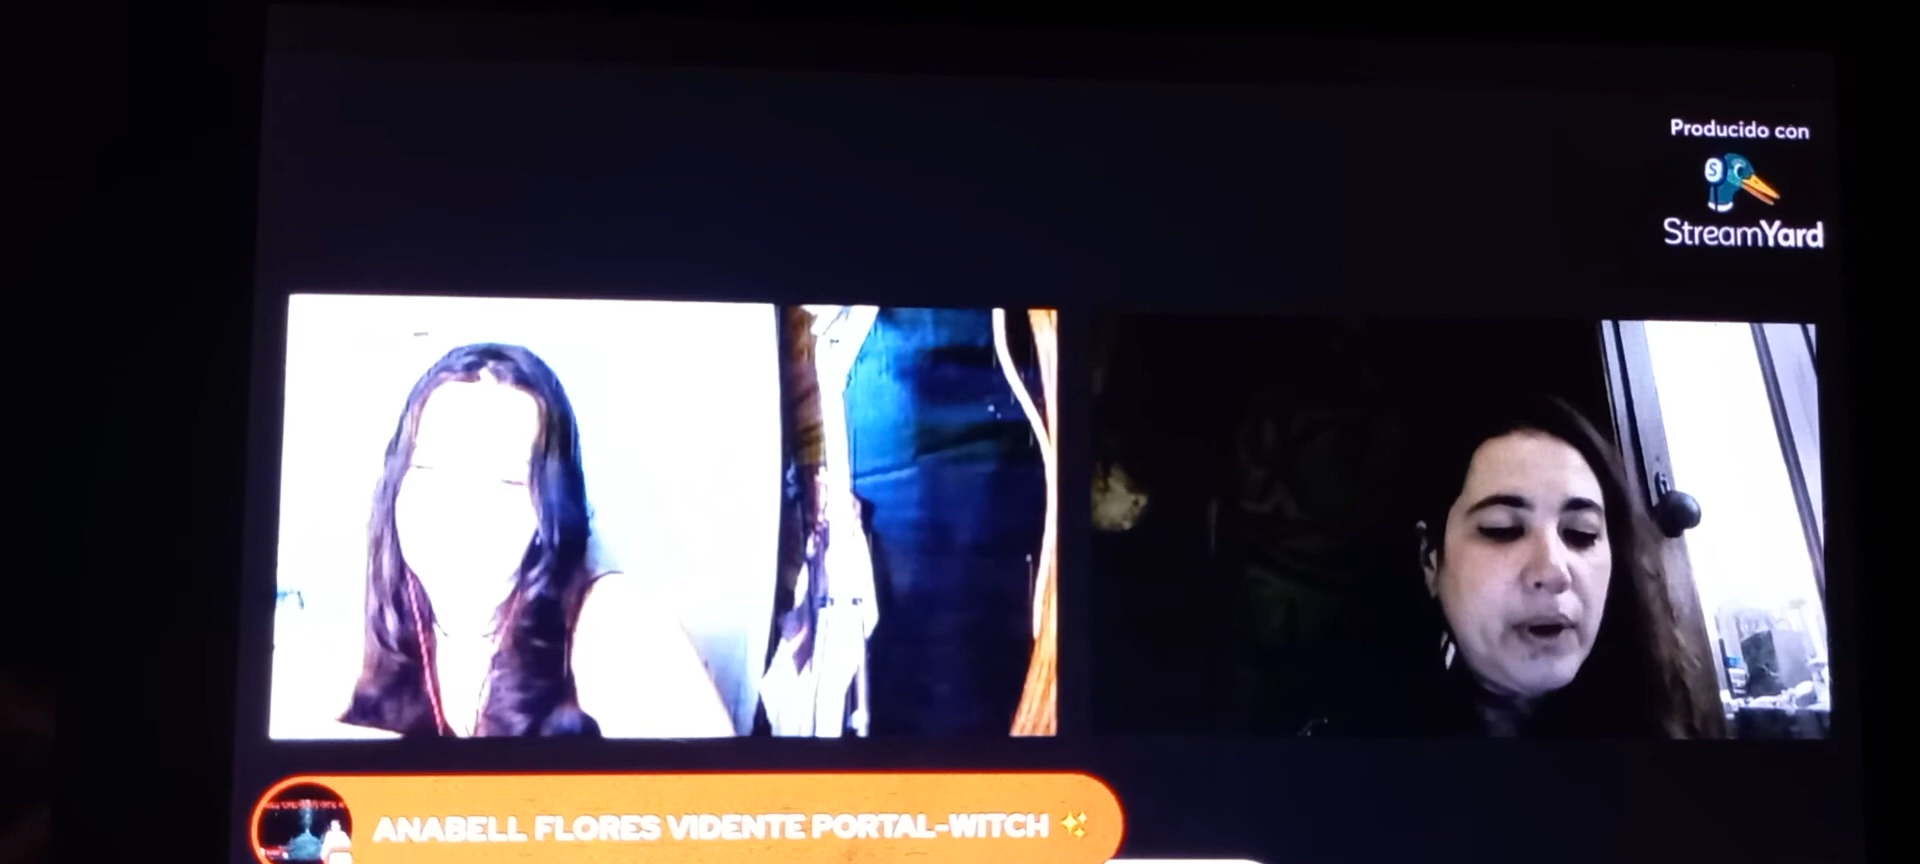 Producido con
S
StreamYard
ANABELL FLORES VIDENTE PORTAL-WITCH ✨